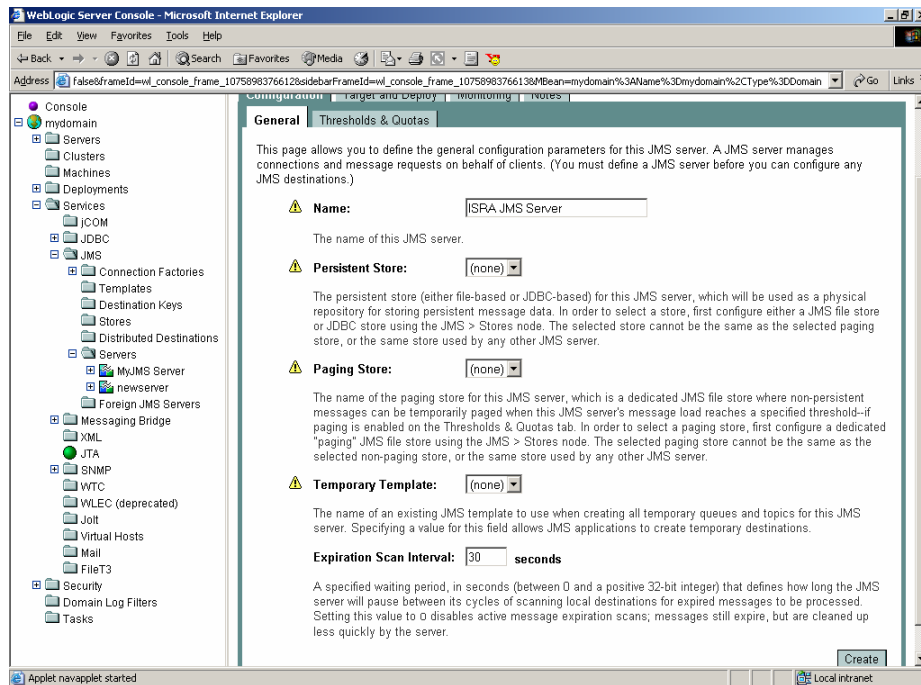 WebLogic Server Console - Microsoft Internet Explorer
File Edit View Favorites Tools Help
Back Search Favorites Media
Address false&frameId=wl_console_frame_1075898376612&sidebarFrameId=wl_console_frame_1075898376613&MBean=mydomain%3AName%3Dmydomain%2CType%3DDomain Go Links
Console
mydomain
Servers
Clusters
Machines
Deployments
Services
jCOM
JDBC
JMS
Connection Factories
Templates
Destination Keys
Stores
Distributed Destinations
Servers
MyJMS Server
newserver
Foreign JMS Servers
Messaging Bridge
XML
JTA
SNMP
WTC
WLEC (deprecated)
Jolt
Virtual Hosts
Mail
FileT3
Security
Domain Log Filters
Tasks
Configuration Target and Deploy Monitoring Notes
General Thresholds & Quotas
This page allows you to define the general configuration parameters for this JMS server. A JMS server manages
connections and message requests on behalf of clients. (You must define a JMS server before you can configure any
JMS destinations.)
Name: ISRA JMS Server
The name of this JMS server.
Persistent Store: (none)
The persistent store (either file-based or JDBC-based) for this JMS server, which will be used as a physical
repository for storing persistent message data. In order to select a store, first configure either a JMS file store
or JDBC store using the JMS > Stores node. The selected store cannot be the same as the selected paging
store, or the same store used by any other JMS server.
Paging Store: (none)
The name of the paging store for this JMS server, which is a dedicated JMS file store where non-persistent
messages can be temporarily paged when this JMS server's message load reaches a specified threshold--if
paging is enabled on the Thresholds & Quotas tab. In order to select a paging store, first configure a dedicated
"paging" JMS file store using the JMS > Stores node. The selected paging store cannot be the same as the
selected non-paging store, or the same store used by any other JMS server.
Temporary Template: (none)
The name of an existing JMS template to use when creating all temporary queues and topics for this JMS
server. Specifying a value for this field allows JMS applications to create temporary destinations.
Expiration Scan Interval: 30 seconds
A specified waiting period, in seconds (between 0 and a positive 32-bit integer) that defines how long the JMS
server will pause between its cycles of scanning local destinations for expired messages to be processed.
Setting this value to 0 disables active message expiration scans; messages still expire, but are cleaned up
less quickly by the server.
Create
Applet navapplet started
Local intranet